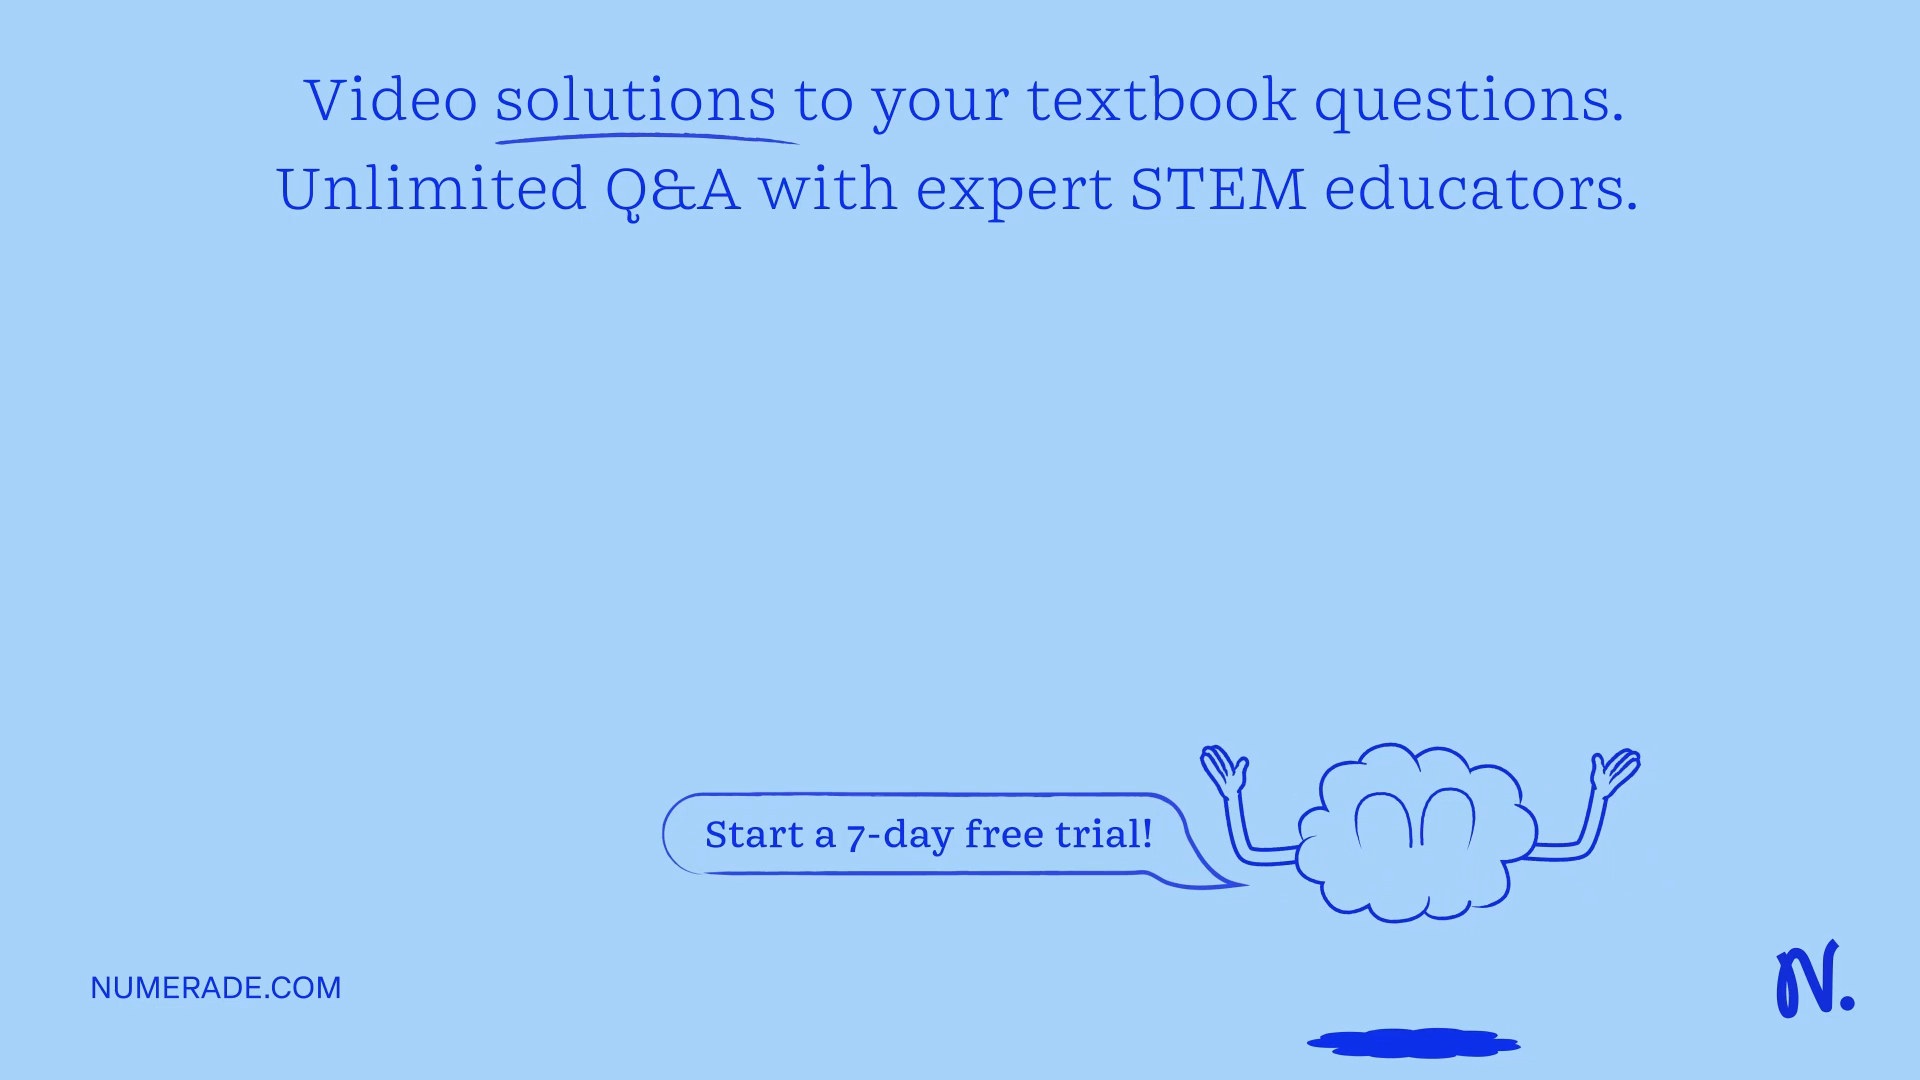 Video solutions to your textbook questions.
Unlimited Q&A with expert STEM educators.
Start a 7-day free trial!
NUMERADE.COM
N.